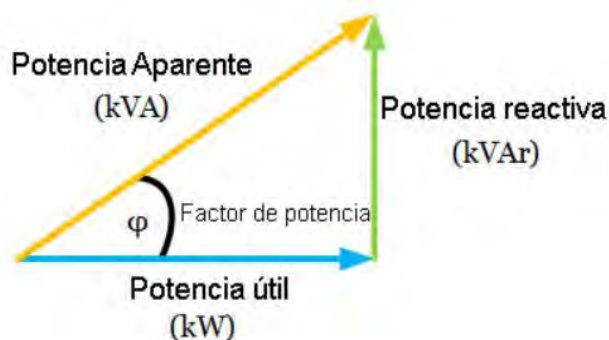 Potencia Aparente
(kVA)
Potencia reactiva
(kVAr)
Factor de potencia
φ
Potencia útil
(kW)